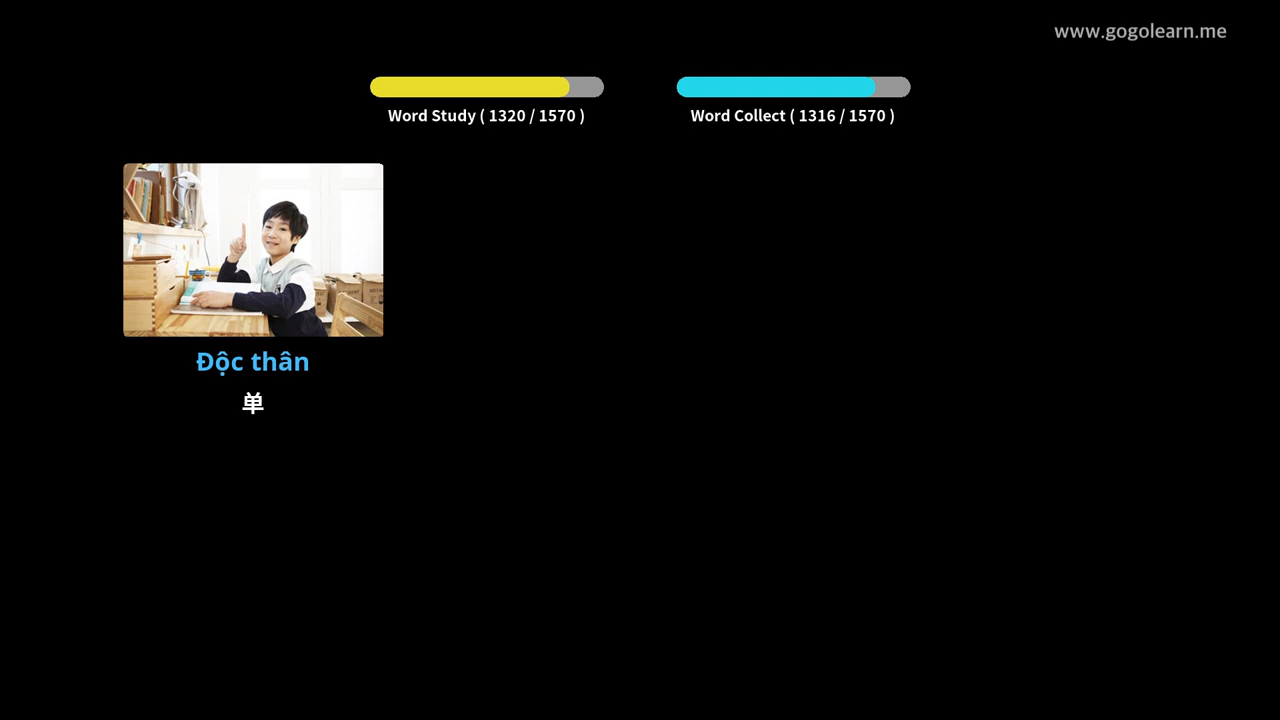 www.gogolearn.me
Word Study ( 1320 / 1570 )
Word Collect ( 1316 / 1570 )
Độc thân
单